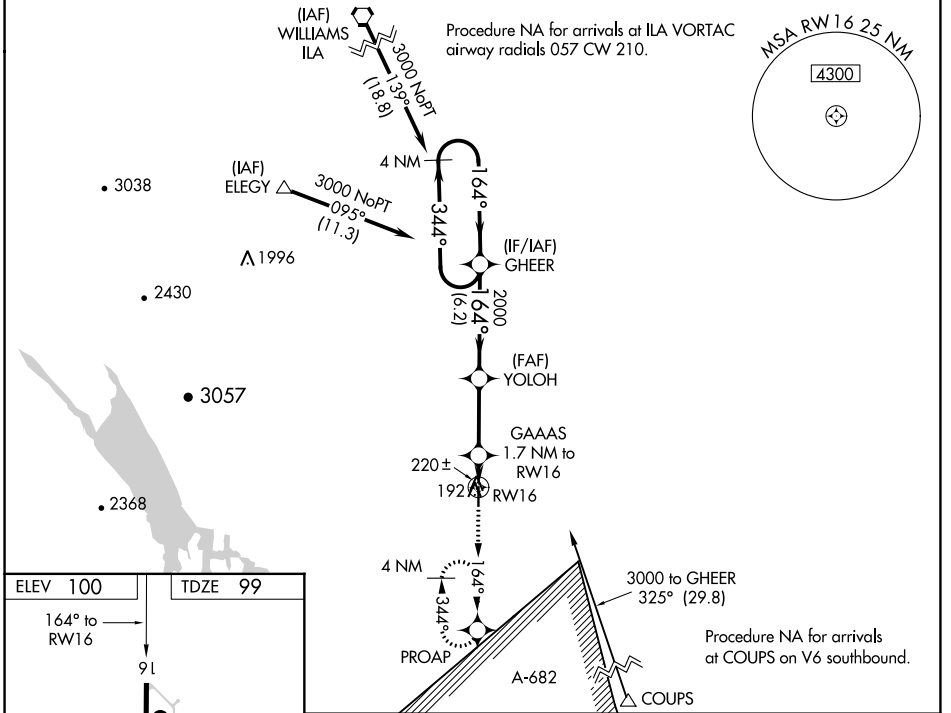 (IAF)
WILLIAMS
ILA
Procedure NA for arrivals at ILA VORTAC
airway radials 057 CW 210.
MSA RW16 25 NM
4300
3000 NoPT
139°
(18.8)
4 NM
164°
344°
(IAF)
ELEGY
3000 NoPT
095°
(11.3)
3038
1996
2430
3057
2368
(IF/IAF)
GHEER
2000
164°
(6.2)
(FAF)
YOLOH
GAAAS
1.7 NM to
RW16
220±
192
RW16
4 NM
164°
344°
PROAP
A-682
3000 to GHEER
325° (29.8)
Procedure NA for arrivals
at COUPS on V6 southbound.
COUPS
ELEV 100
TDZE 99
164° to
RW16
16